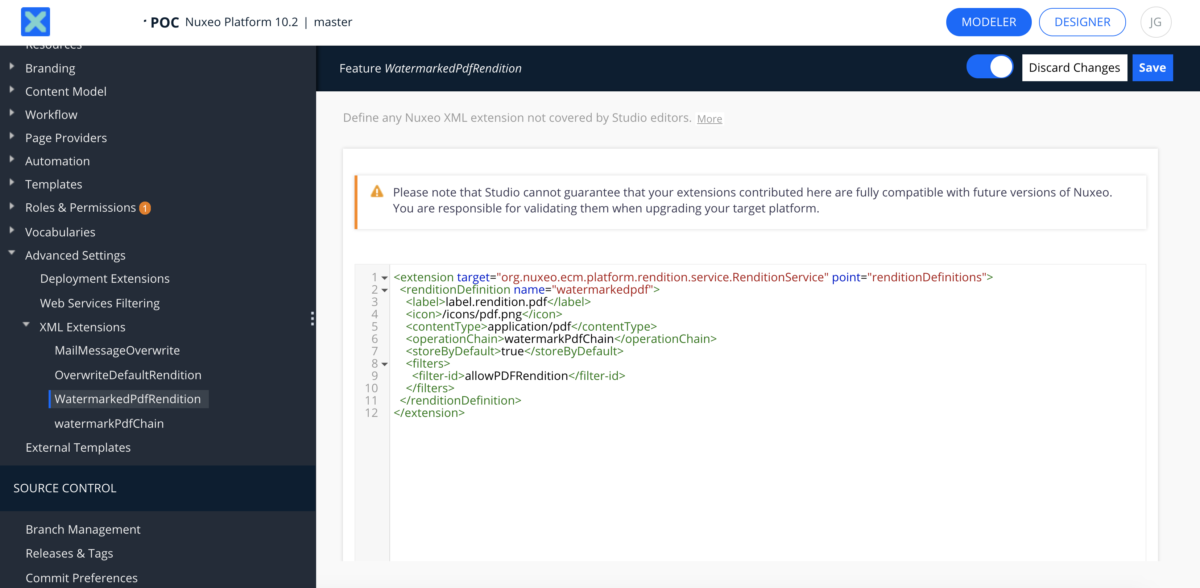 POC Nuxeo Platform 10.2 | master
MODELER
DESIGNER
JG
Resources
Branding
Content Model
Workflow
Page Providers
Automation
Templates
Roles & Permissions 1
Vocabularies
Advanced Settings
Deployment Extensions
Web Services Filtering
XML Extensions
MailMessageOverwrite
OverwriteDefaultRendition
WatermarkedPdfRendition
watermarkPdfChain
External Templates
SOURCE CONTROL
Branch Management
Releases & Tags
Commit Preferences
Feature WatermarkedPdfRendition
Discard Changes
Save
Define any Nuxeo XML extension not covered by Studio editors. More
Please note that Studio cannot guarantee that your extensions contributed here are fully compatible with future versions of Nuxeo.
You are responsible for validating them when upgrading your target platform.
1 <extension target="org.nuxeo.ecm.platform.rendition.service.RenditionService" point="renditionDefinitions">
2 <renditionDefinition name="watermarkedpdf">
3 <label>label.rendition.pdf</label>
4 <icon>/icons/pdf.png</icon>
5 <contentType>application/pdf</contentType>
6 <operationChain>watermarkPdfChain</operationChain>
7 <storeByDefault>true</storeByDefault>
8 <filters>
9 <filter-id>allowPDFRendition</filter-id>
10 </filters>
11 </renditionDefinition>
12 </extension>